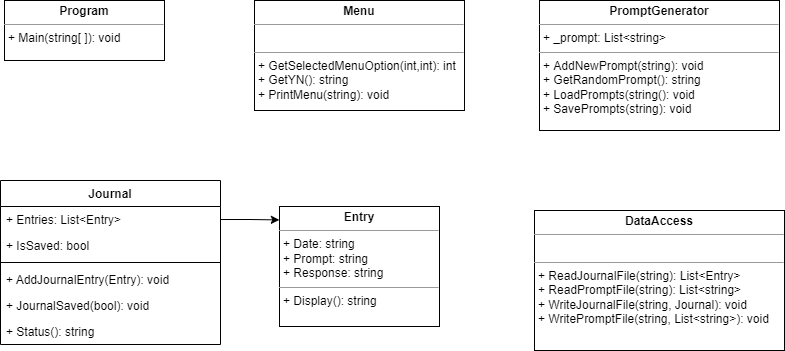 Program
+ Main(string[ ]): void
Menu
+ GetSelectedMenuOption(int,int): int
+ GetYN(): string
+ PrintMenu(string): void
PromptGenerator
+ _prompt: List<string>
+ AddNewPrompt(string): void
+ GetRandomPrompt(): string
+ LoadPrompts(string(): void
+ SavePrompts(string): void
Journal
+ Entries: List<Entry>
+ IsSaved: bool
+ AddJournalEntry(Entry): void
+ JournalSaved(bool): void
+ Status(): string
Entry
+ Date: string
+ Prompt: string
+ Response: string
+ Display(): string
DataAccess
+ ReadJournalFile(string): List<Entry>
+ ReadPromptFile(string): List<string>
+ WriteJournalFile(string, Journal): void
+ WritePromptFile(string, List<string>): void